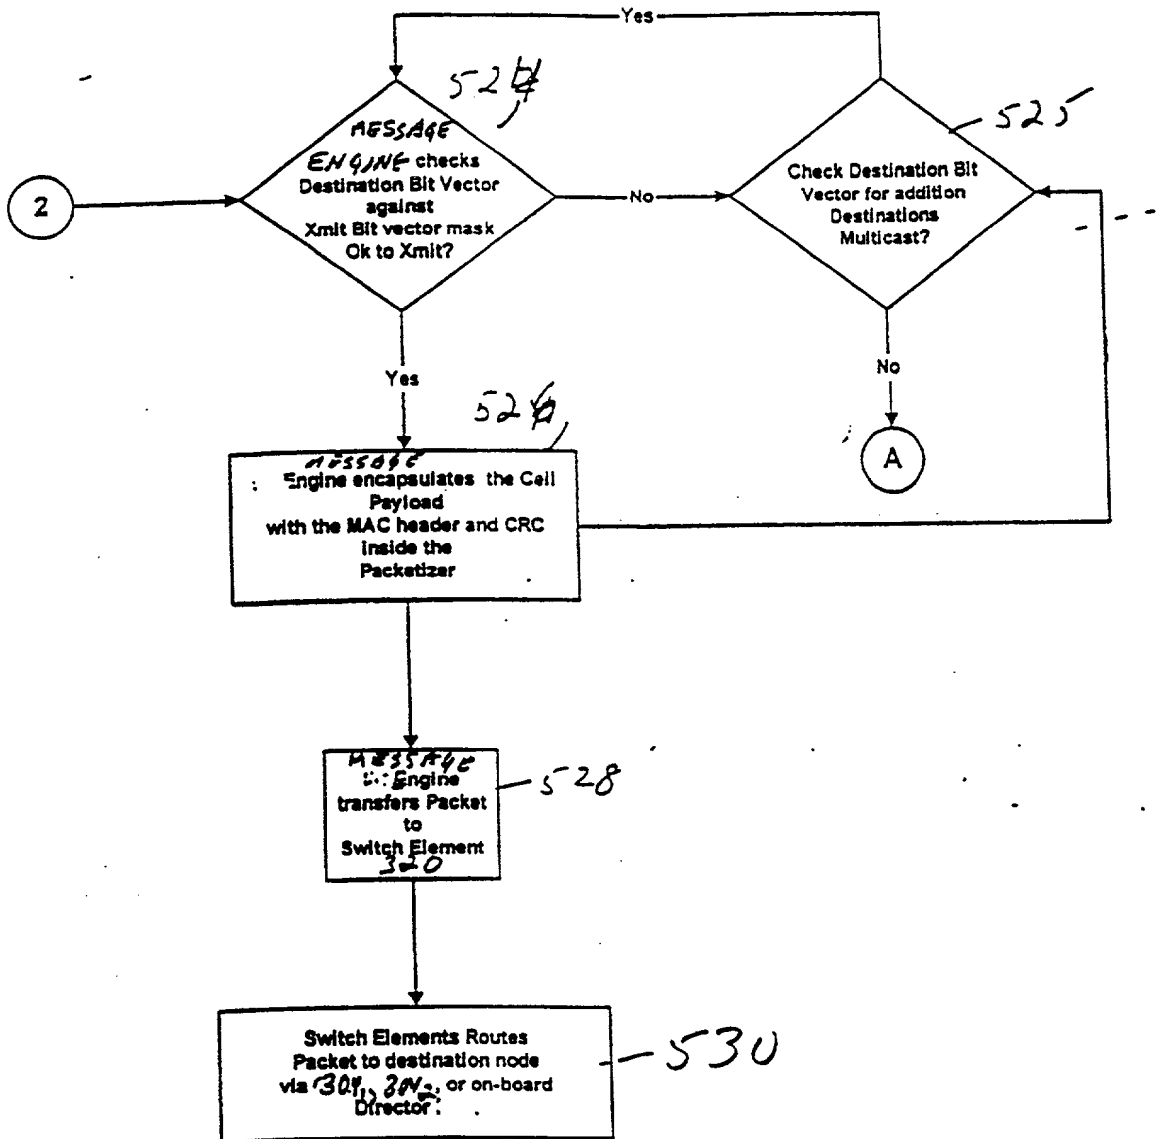 Yes
525
MESSAGE
ENGINE checks
Destination Bit Vector
against
Xmit Bit vector mask
Ok to Xmit?
2
No
Check Destination Bit
Vector for addition
Destinations
Multicast?
Yes
No
A
MESSAGE
Engine encapsulates the Cell
Payload
with the MAC header and CRC
inside the
Packetizer
MESSAGE
Engine
transfers Packet
to
Switch Element
320
528
Switch Elements Routes
Packet to destination node
via or on-board
Director
530